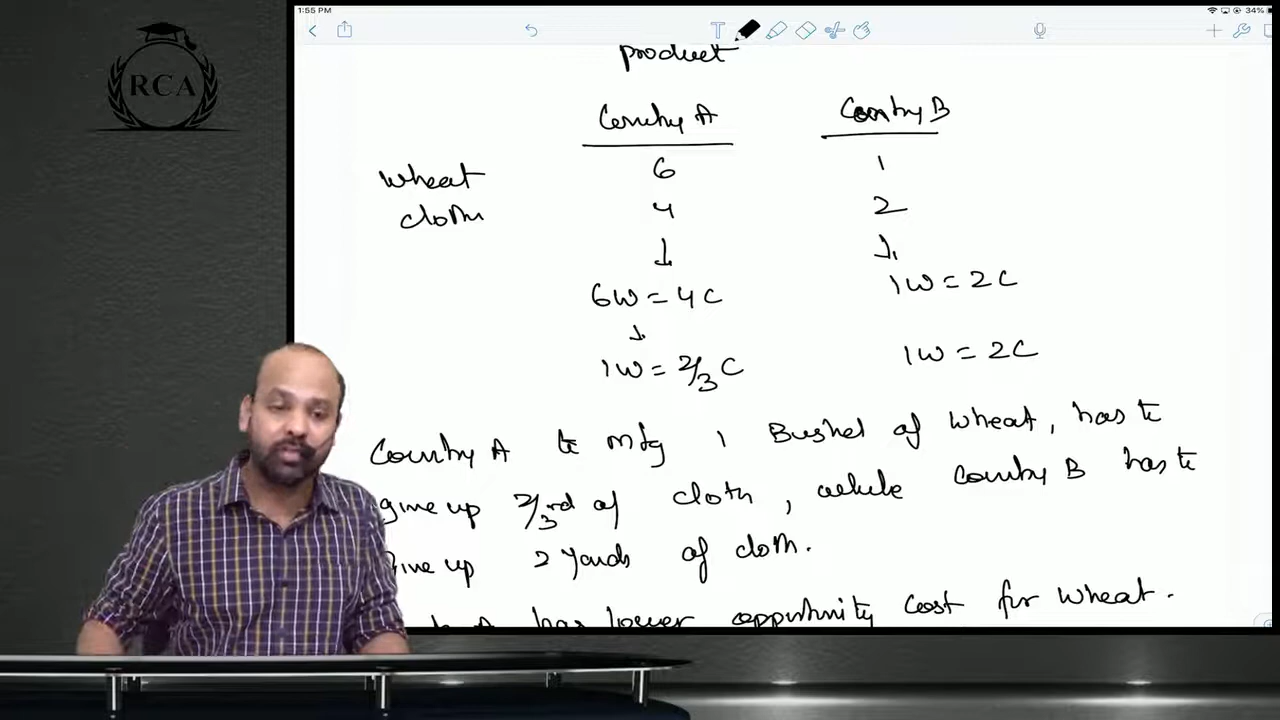 1:55 PM
34%
RCA
T
product
Country A Country B
Wheat 6 1
cloth 4 2
6W = 4C 1W = 2C
1W = 2/3 C 1W = 2C
Country A to mfg 1 Bushel of wheat, has to
give up 2/3rd of cloth, while Country B has to
give up 2 yards of cloth.
A has lower opportunity cost for wheat.